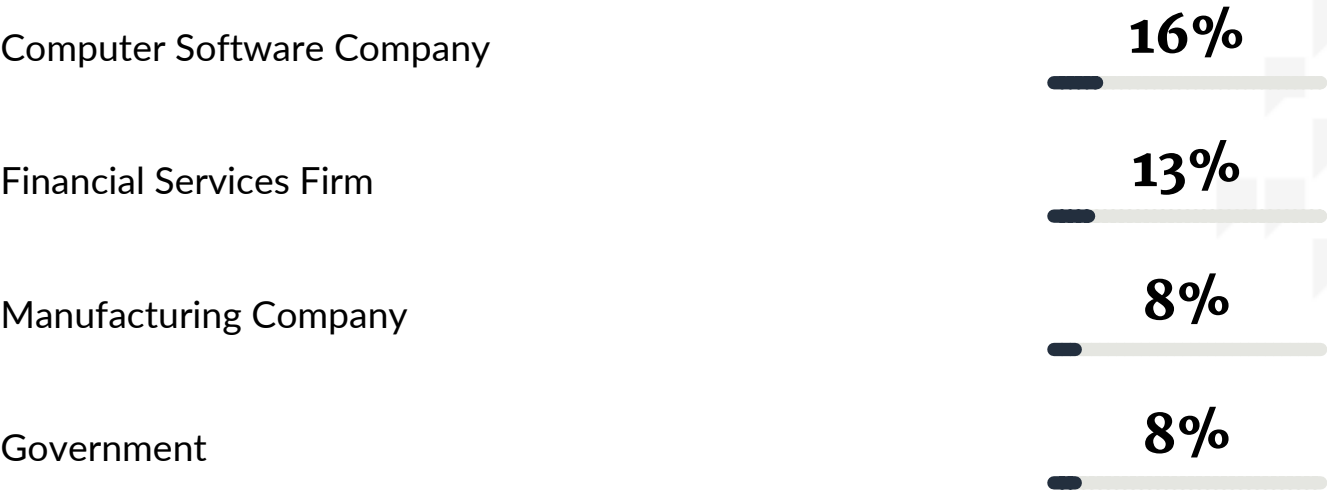 Computer Software Company 16%
Financial Services Firm 13%
Manufacturing Company 8%
Government 8%